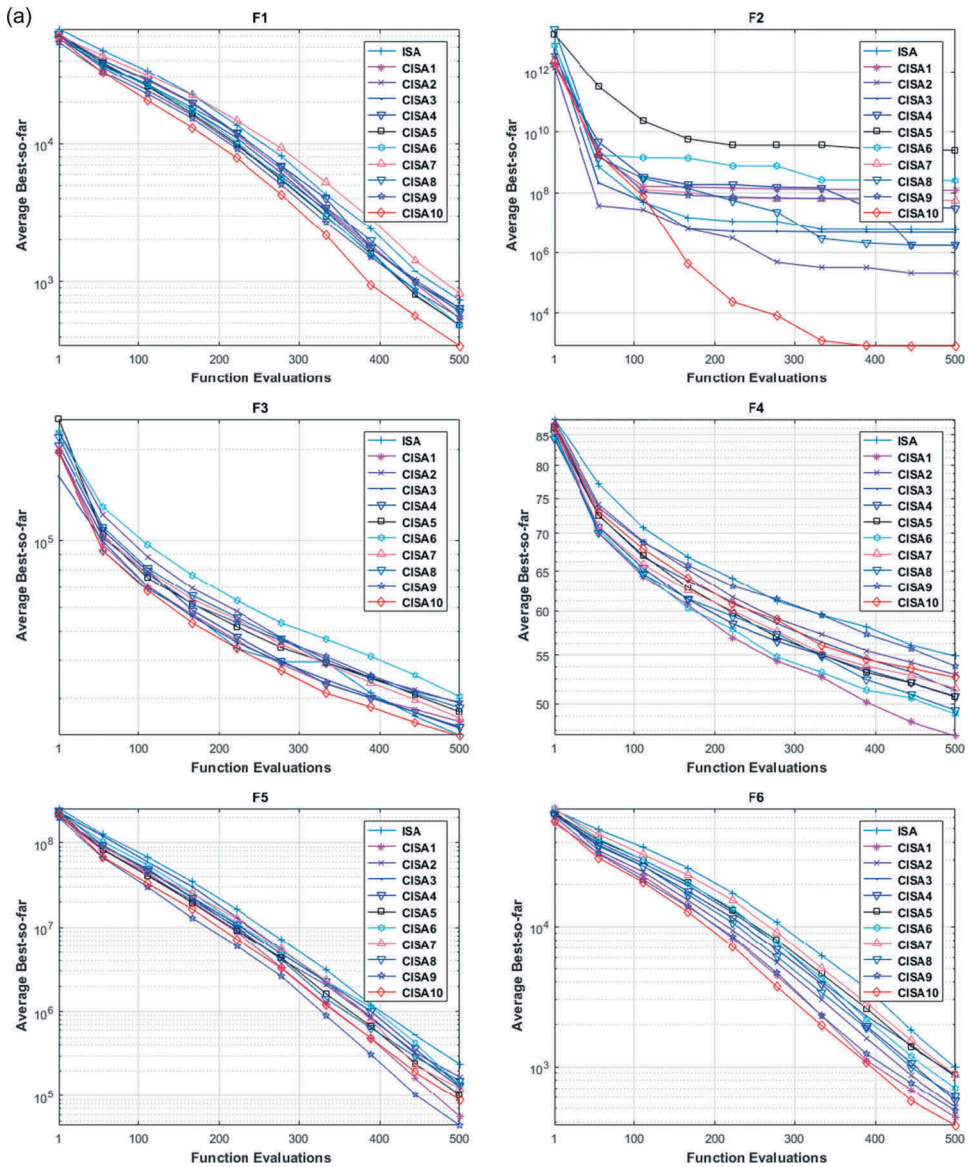 (a)
F1
Average Best-so-far
10^4
10^3
1 100 200 300 400 500
Function Evaluations
ISA
CISA1
CISA2
CISA3
CISA4
CISA5
CISA6
CISA7
CISA8
CISA9
CISA10
F2
Average Best-so-far
10^12
10^10
10^8
10^6
10^4
1 100 200 300 400 500
Function Evaluations
ISA
CISA1
CISA2
CISA3
CISA4
CISA5
CISA6
CISA7
CISA8
CISA9
CISA10
F3
Average Best-so-far
10^5
1 100 200 300 400 500
Function Evaluations
ISA
CISA1
CISA2
CISA3
CISA4
CISA5
CISA6
CISA7
CISA8
CISA9
CISA10
F4
Average Best-so-far
85
80
75
70
65
60
55
50
1 100 200 300 400 500
Function Evaluations
ISA
CISA1
CISA2
CISA3
CISA4
CISA5
CISA6
CISA7
CISA8
CISA9
CISA10
F5
Average Best-so-far
10^8
10^7
10^6
10^5
1 100 200 300 400 500
Function Evaluations
ISA
CISA1
CISA2
CISA3
CISA4
CISA5
CISA6
CISA7
CISA8
CISA9
CISA10
F6
Average Best-so-far
10^4
10^3
1 100 200 300 400 500
Function Evaluations
ISA
CISA1
CISA2
CISA3
CISA4
CISA5
CISA6
CISA7
CISA8
CISA9
CISA10